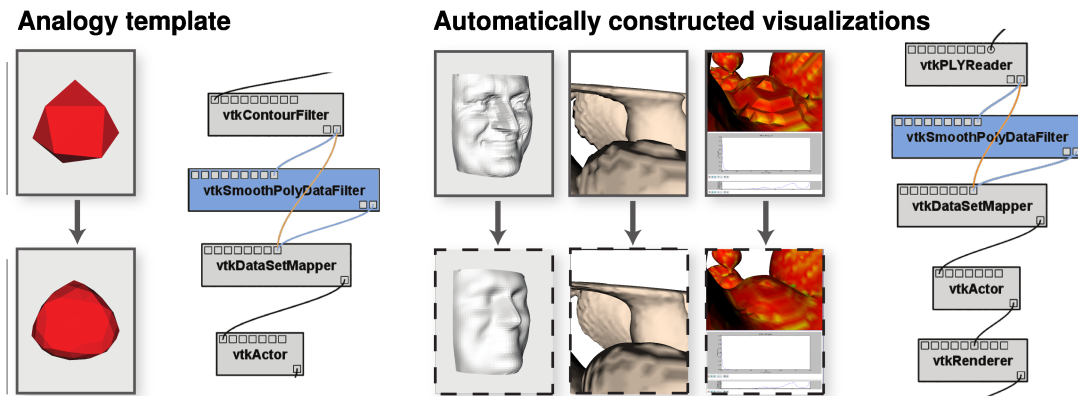 Analogy template
Automatically constructed visualizations
vtkContourFilter
vtkSmoothPolyDataFilter
vtkDataSetMapper
vtkActor
vtkPLYReader
vtkSmoothPolyDataFilter
vtkDataSetMapper
vtkActor
vtkRenderer